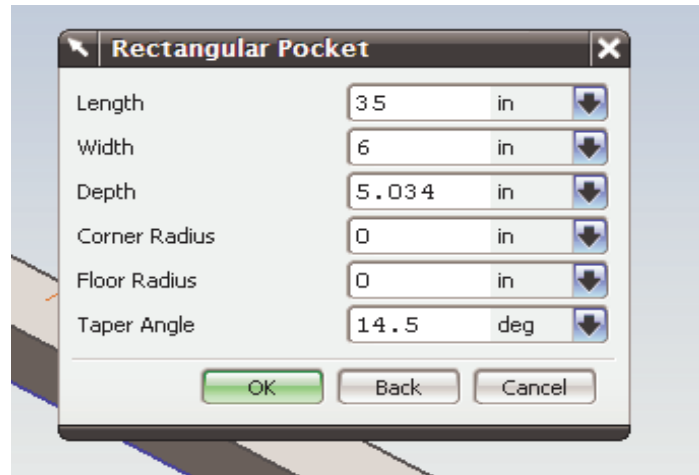 Rectangular Pocket
Length 35 in
Width 6 in
Depth 5.034 in
Corner Radius 0 in
Floor Radius 0 in
Taper Angle 14.5 deg
OK Back Cancel